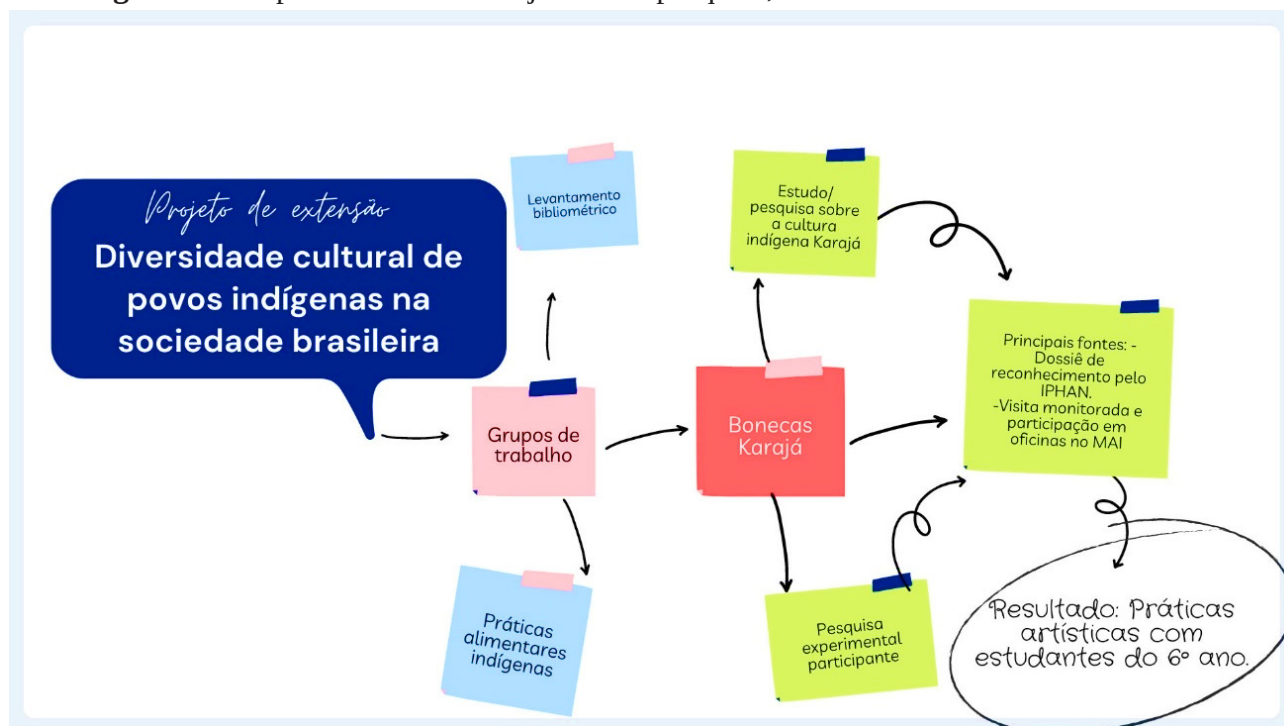 Projeto de extensão
Diversidade cultural de
povos indígenas na
sociedade brasileira
Levantamento
bibliométrico
Grupos de
trabalho
Práticas
alimentares
indígenas
Bonecas
Karajá
Estudo/
pesquisa sobre
a cultura
indígena Karajá
Pesquisa
experimental
participante
Principais fontes: -
Dossiê de
reconhecimento pelo
IPHAN.
-Visita monitorada e
participação em
oficinas no MAI
Resultado: Práticas
artísticas com
estudantes do 6º ano.